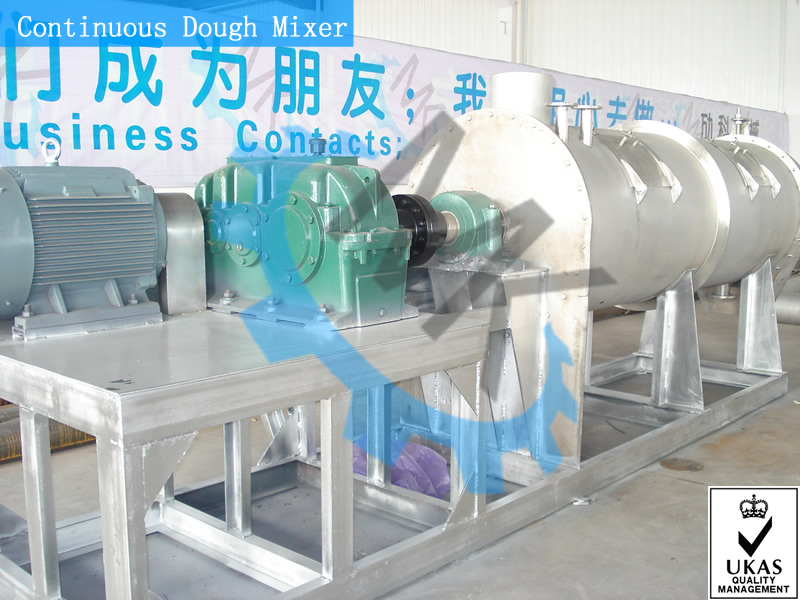 Continuous Dough Mixer
们成为朋友；我
usiness Contacts;
UKAS
QUALITY
MANAGEMENT